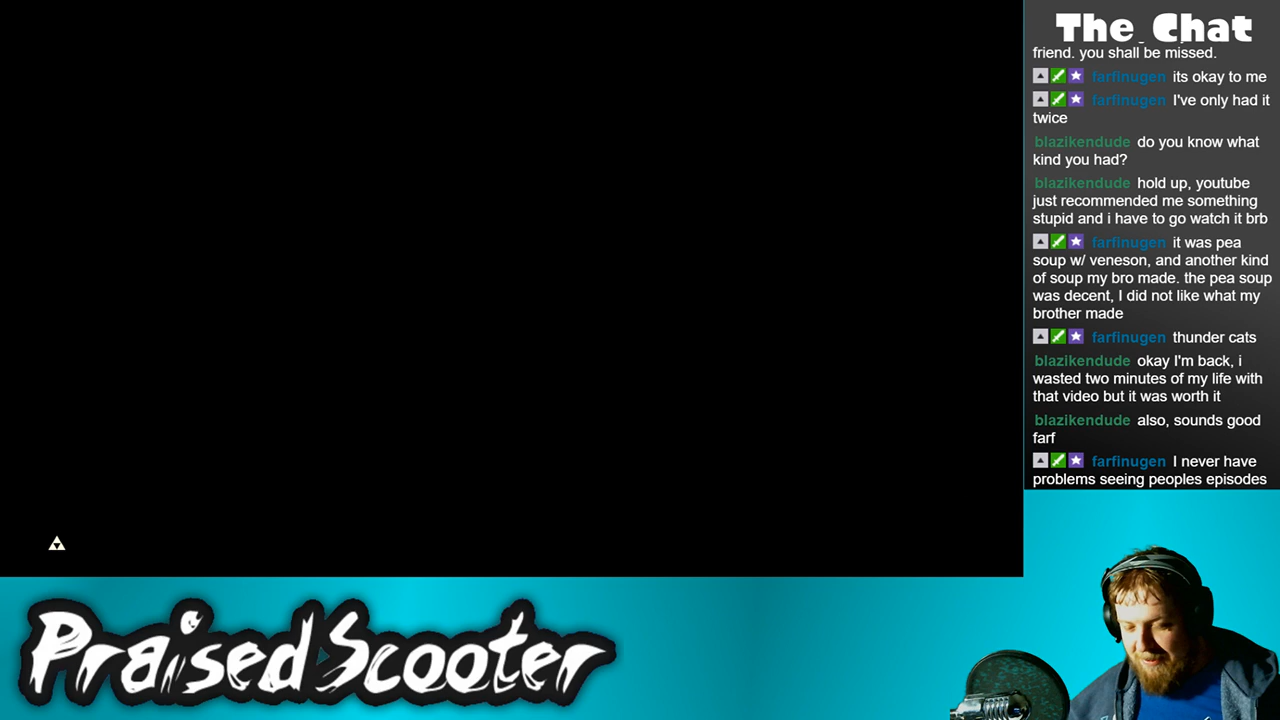 The Chat
friend. you shall be missed.
farfinugen its okay to me
farfinugen I've only had it
twice
blazikendude do you know what
kind you had?
blazikendude hold up, youtube
just recommended me something
stupid and i have to go watch it brb
farfinugen it was pea
soup w/ veneson, and another kind
of soup my bro made. the pea soup
was decent, I did not like what my
brother made
farfinugen thunder cats
blazikendude okay I'm back, i
wasted two minutes of my life with
that video but it was worth it
blazikendude also, sounds good
farf
farfinugen I never have
problems seeing peoples episodes
PraisedScooter